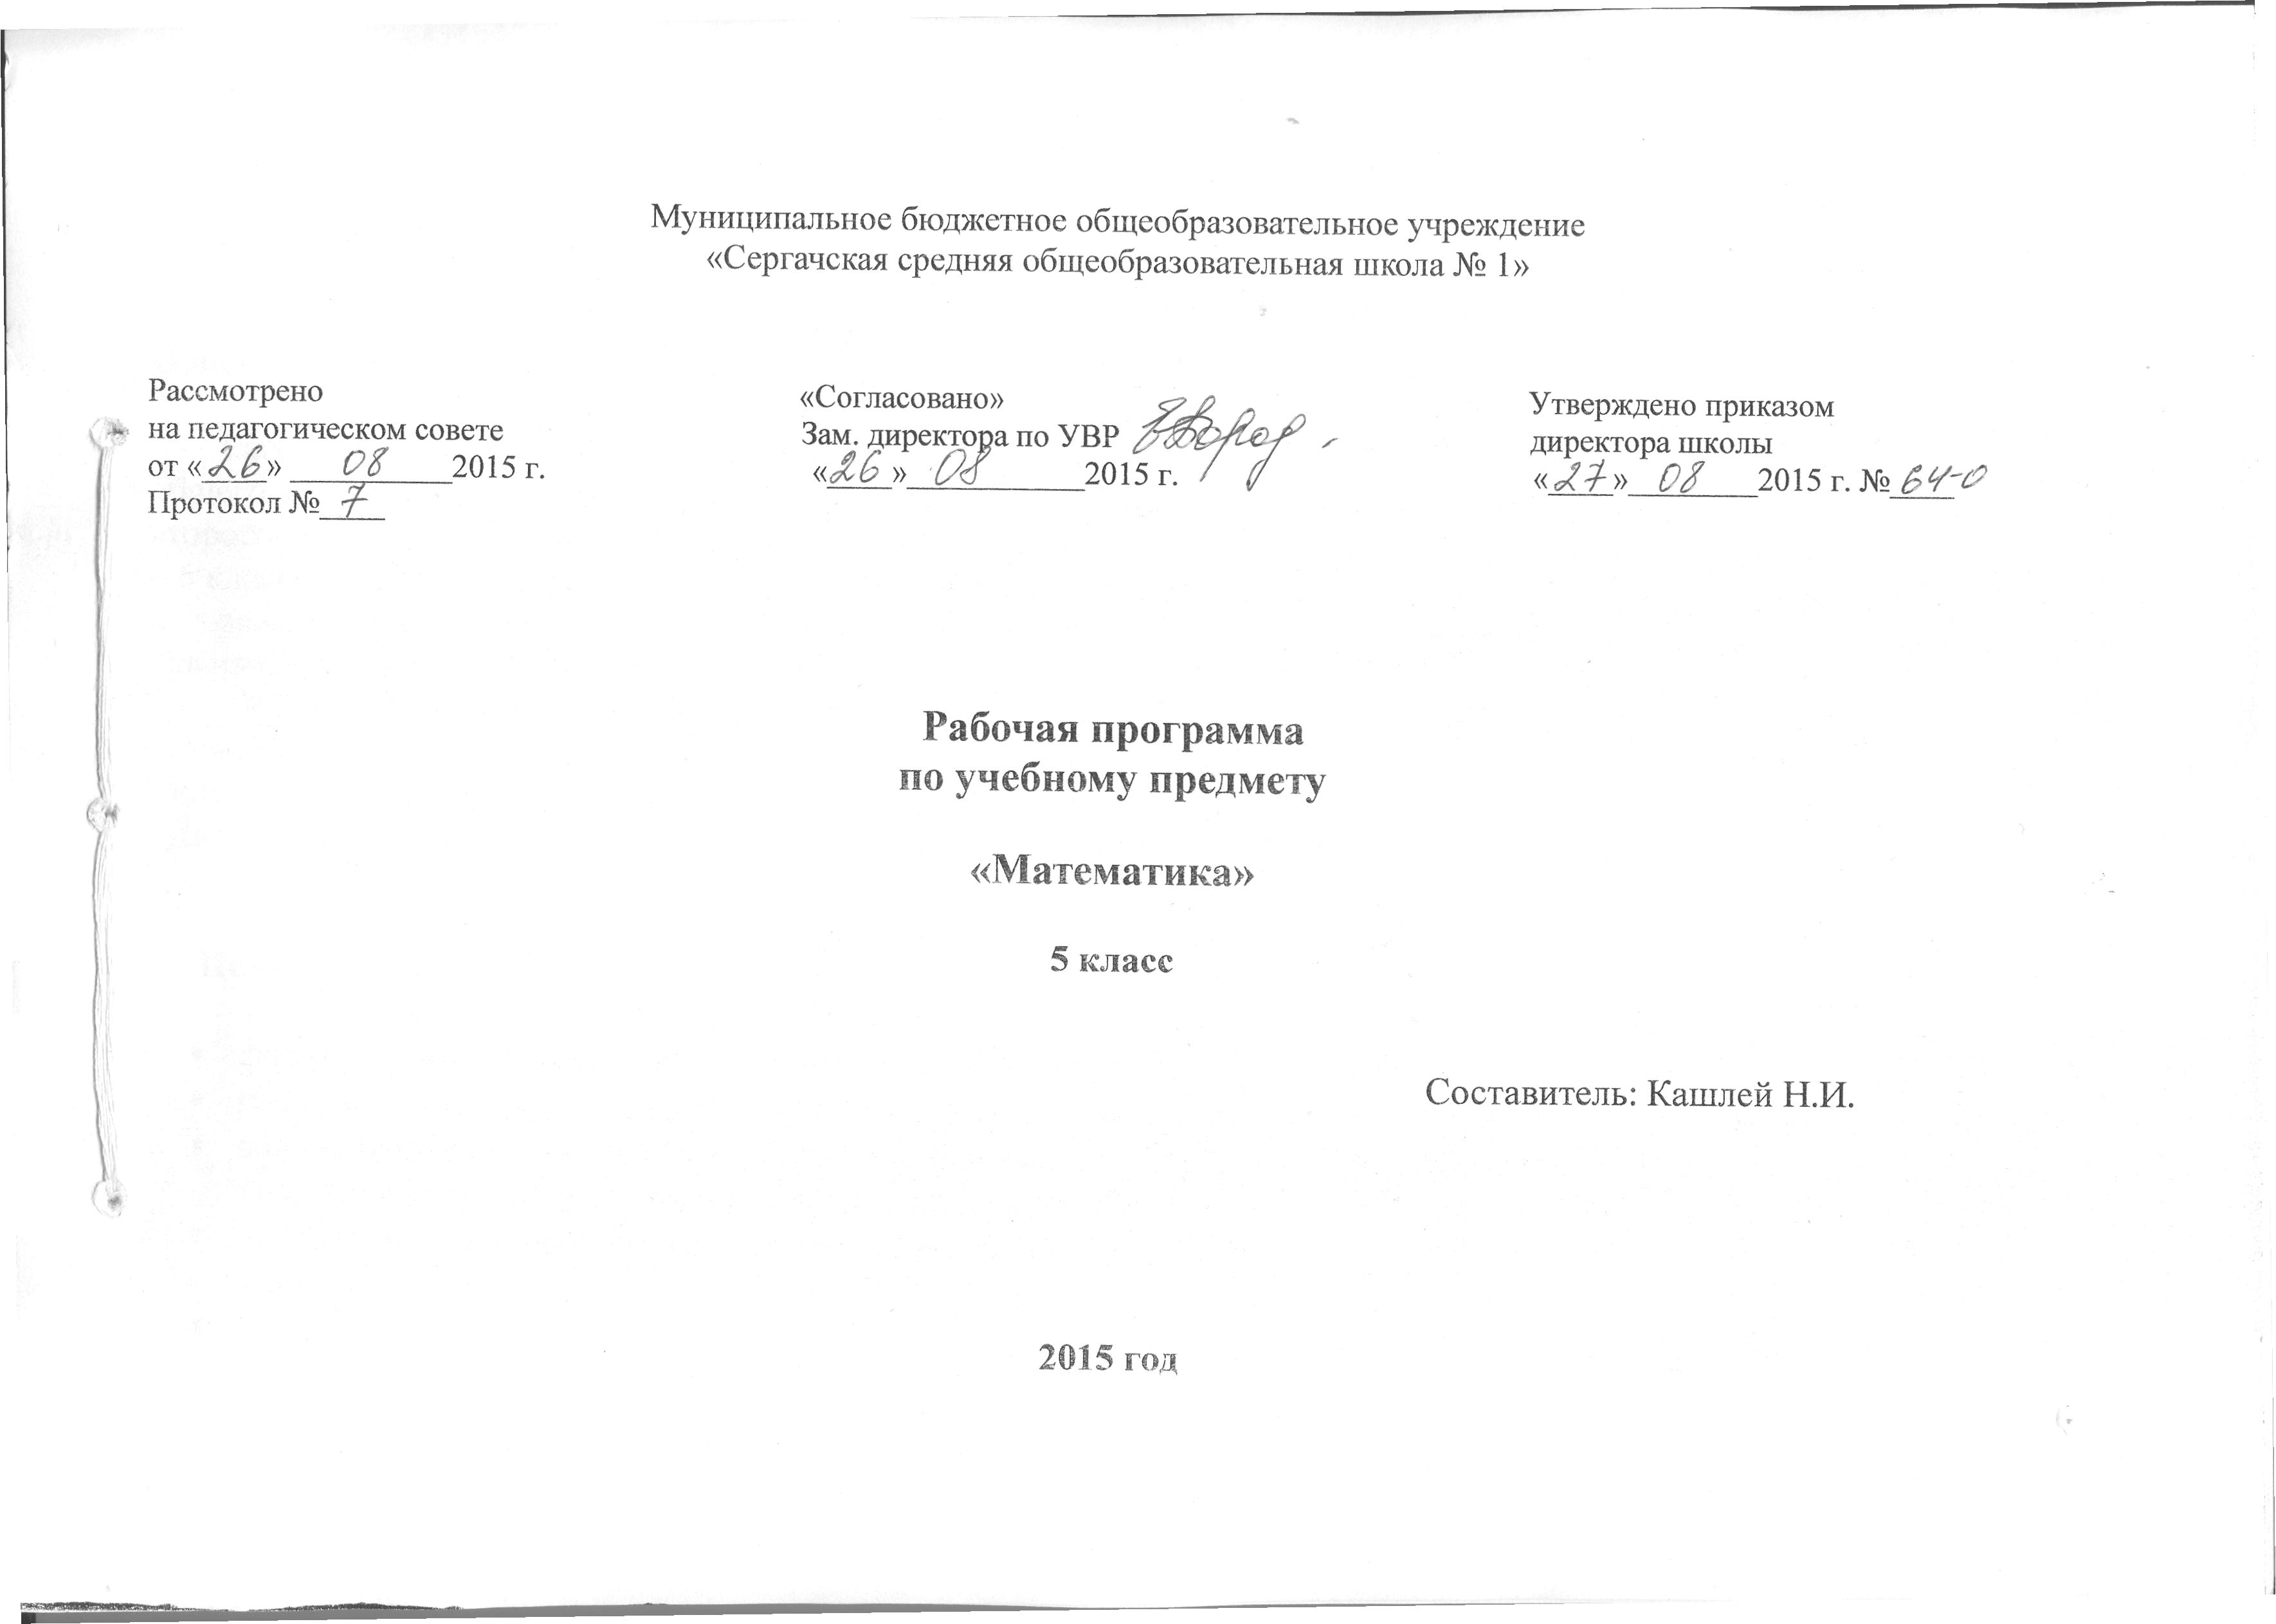 Муниципальное бюджетное общеобразовательное учреждение
«Сергачская средняя общеобразовательная школа № 1»
Рассмотрено
на педагогическом совете
от «26» 08 2015 г.
Протокол № 7
«Согласовано»
Зам. директора по УВР
«26» 08 2015 г.
Утверждено приказом
директора школы
«27» 08 2015 г. № 64-О
Рабочая программа
по учебному предмету
«Математика»
5 класс
Составитель: Кашлей Н.И.
2015 год